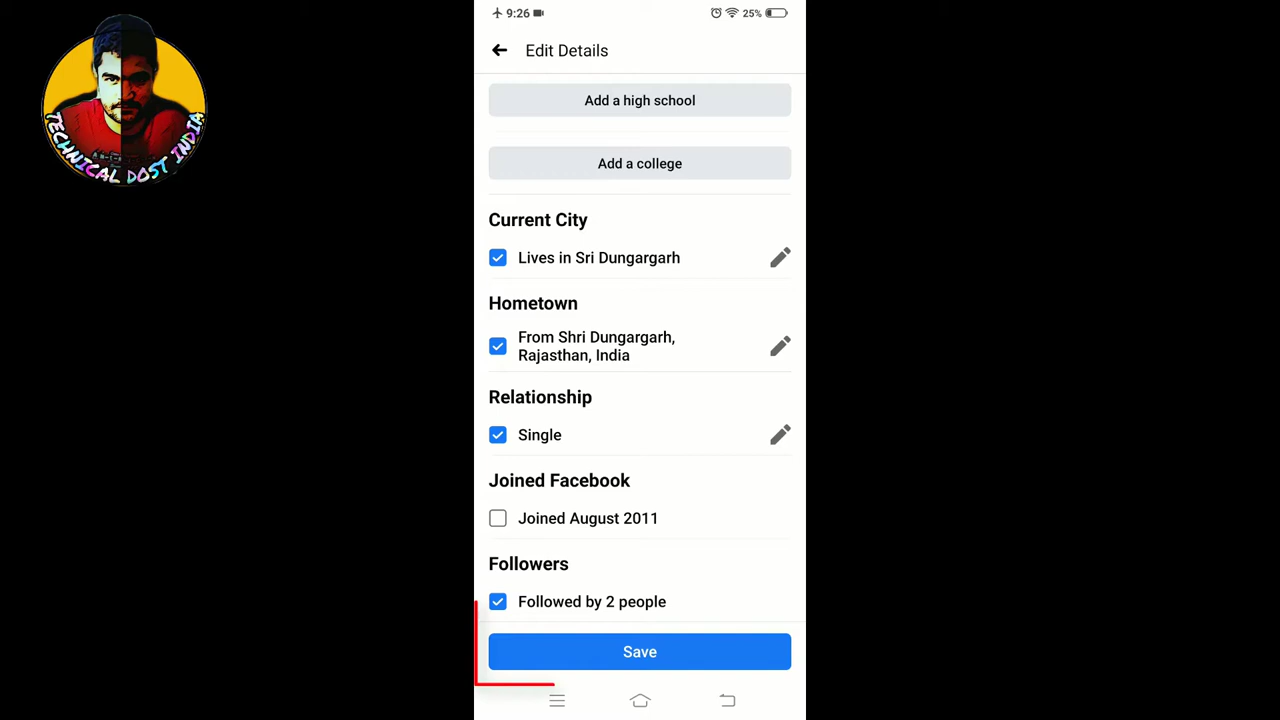 9:26
25%
Edit Details
TECHNICAL DOST INDIA
Add a high school
Add a college
Current City
Lives in Sri Dungargarh
Hometown
From Shri Dungargarh,
Rajasthan, India
Relationship
Single
Joined Facebook
Joined August 2011
Followers
Followed by 2 people
Save